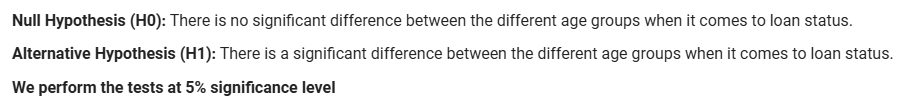 Null Hypothesis (H0): There is no significant difference between the different age groups when it comes to loan status.
Alternative Hypothesis (H1): There is a significant difference between the different age groups when it comes to loan status.
We perform the tests at 5% significance level